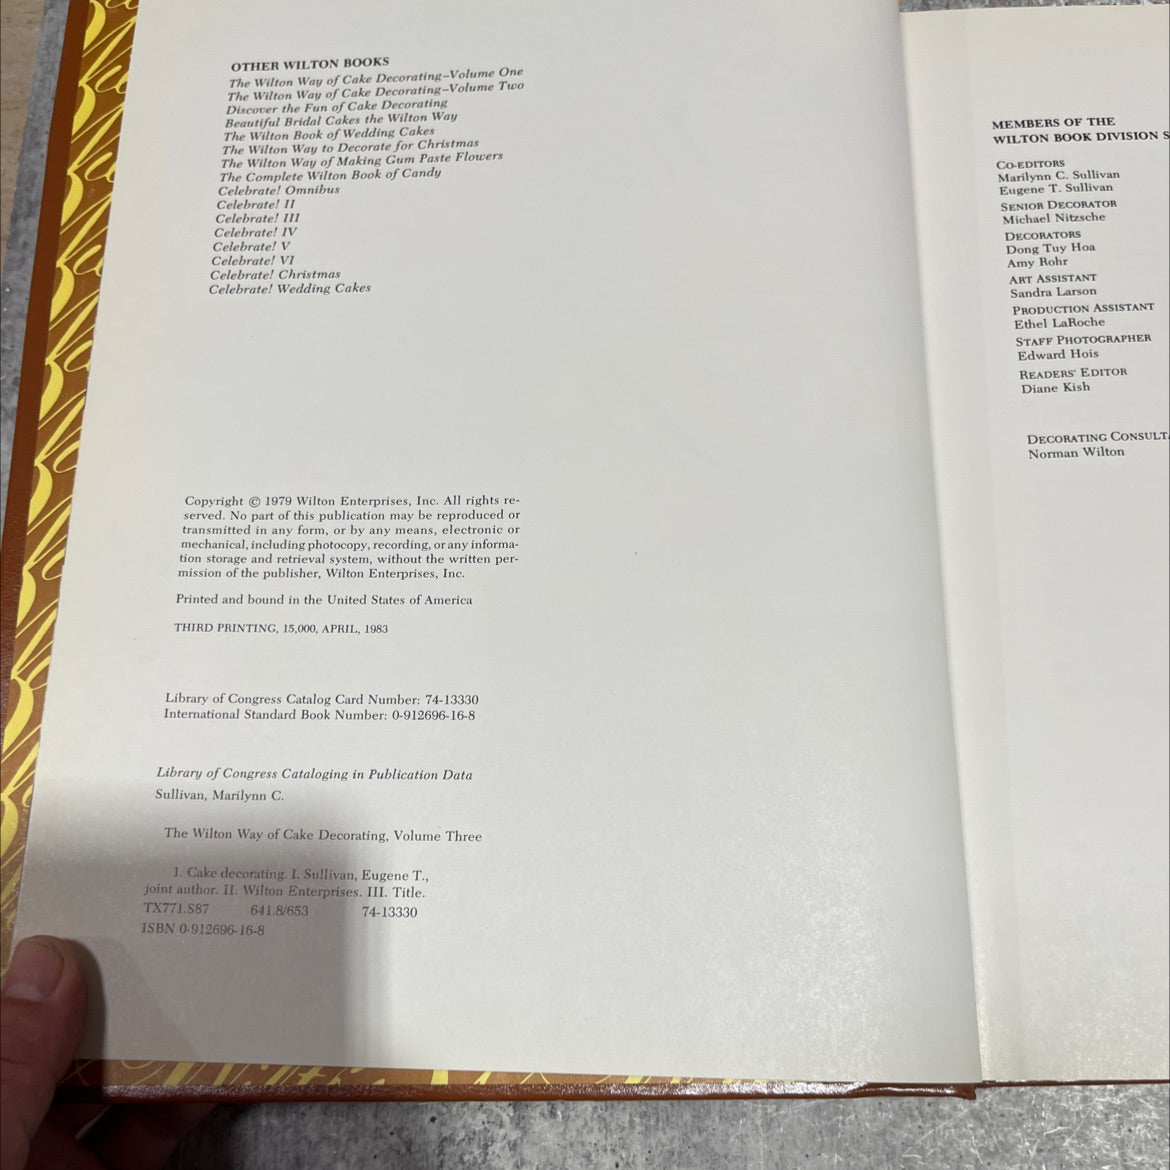 OTHER WILTON BOOKS
The Wilton Way of Cake Decorating–Volume One
The Wilton Way of Cake Decorating–Volume Two
Discover the Fun of Cake Decorating
Beautiful Bridal Cakes the Wilton Way
The Wilton Book of Wedding Cakes
The Wilton Way to Decorate for Christmas
The Wilton Way of Making Gum Paste Flowers
The Complete Wilton Book of Candy
Celebrate! Omnibus
Celebrate! II
Celebrate! III
Celebrate! IV
Celebrate! V
Celebrate! VI
Celebrate! Christmas
Celebrate! Wedding Cakes
Copyright © 1979 Wilton Enterprises, Inc. All rights re-
served. No part of this publication may be reproduced or
transmitted in any form, or by any means, electronic or
mechanical, including photocopy, recording, or any informa-
tion storage and retrieval system, without the written per-
mission of the publisher, Wilton Enterprises, Inc.
Printed and bound in the United States of America
THIRD PRINTING, 15,000, APRIL, 1983
Library of Congress Catalog Card Number: 74-13330
International Standard Book Number: 0-912696-16-8
Library of Congress Cataloging in Publication Data
Sullivan, Marilynn C.
The Wilton Way of Cake Decorating, Volume Three
1. Cake decorating. I. Sullivan, Eugene T.,
joint author. II. Wilton Enterprises. III. Title.
TX771.S87 641.8/653 74-13330
ISBN 0-912696-16-8
MEMBERS OF THE
WILTON BOOK DIVISION S
CO-EDITORS
Marilynn C. Sullivan
Eugene T. Sullivan
SENIOR DECORATOR
Michael Nitzsche
DECORATORS
Dong Tuy Hoa
Amy Rohr
ART ASSISTANT
Sandra Larson
PRODUCTION ASSISTANT
Ethel LaRoche
STAFF PHOTOGRAPHER
Edward Hois
READERS' EDITOR
Diane Kish
DECORATING CONSULT
Norman Wilton